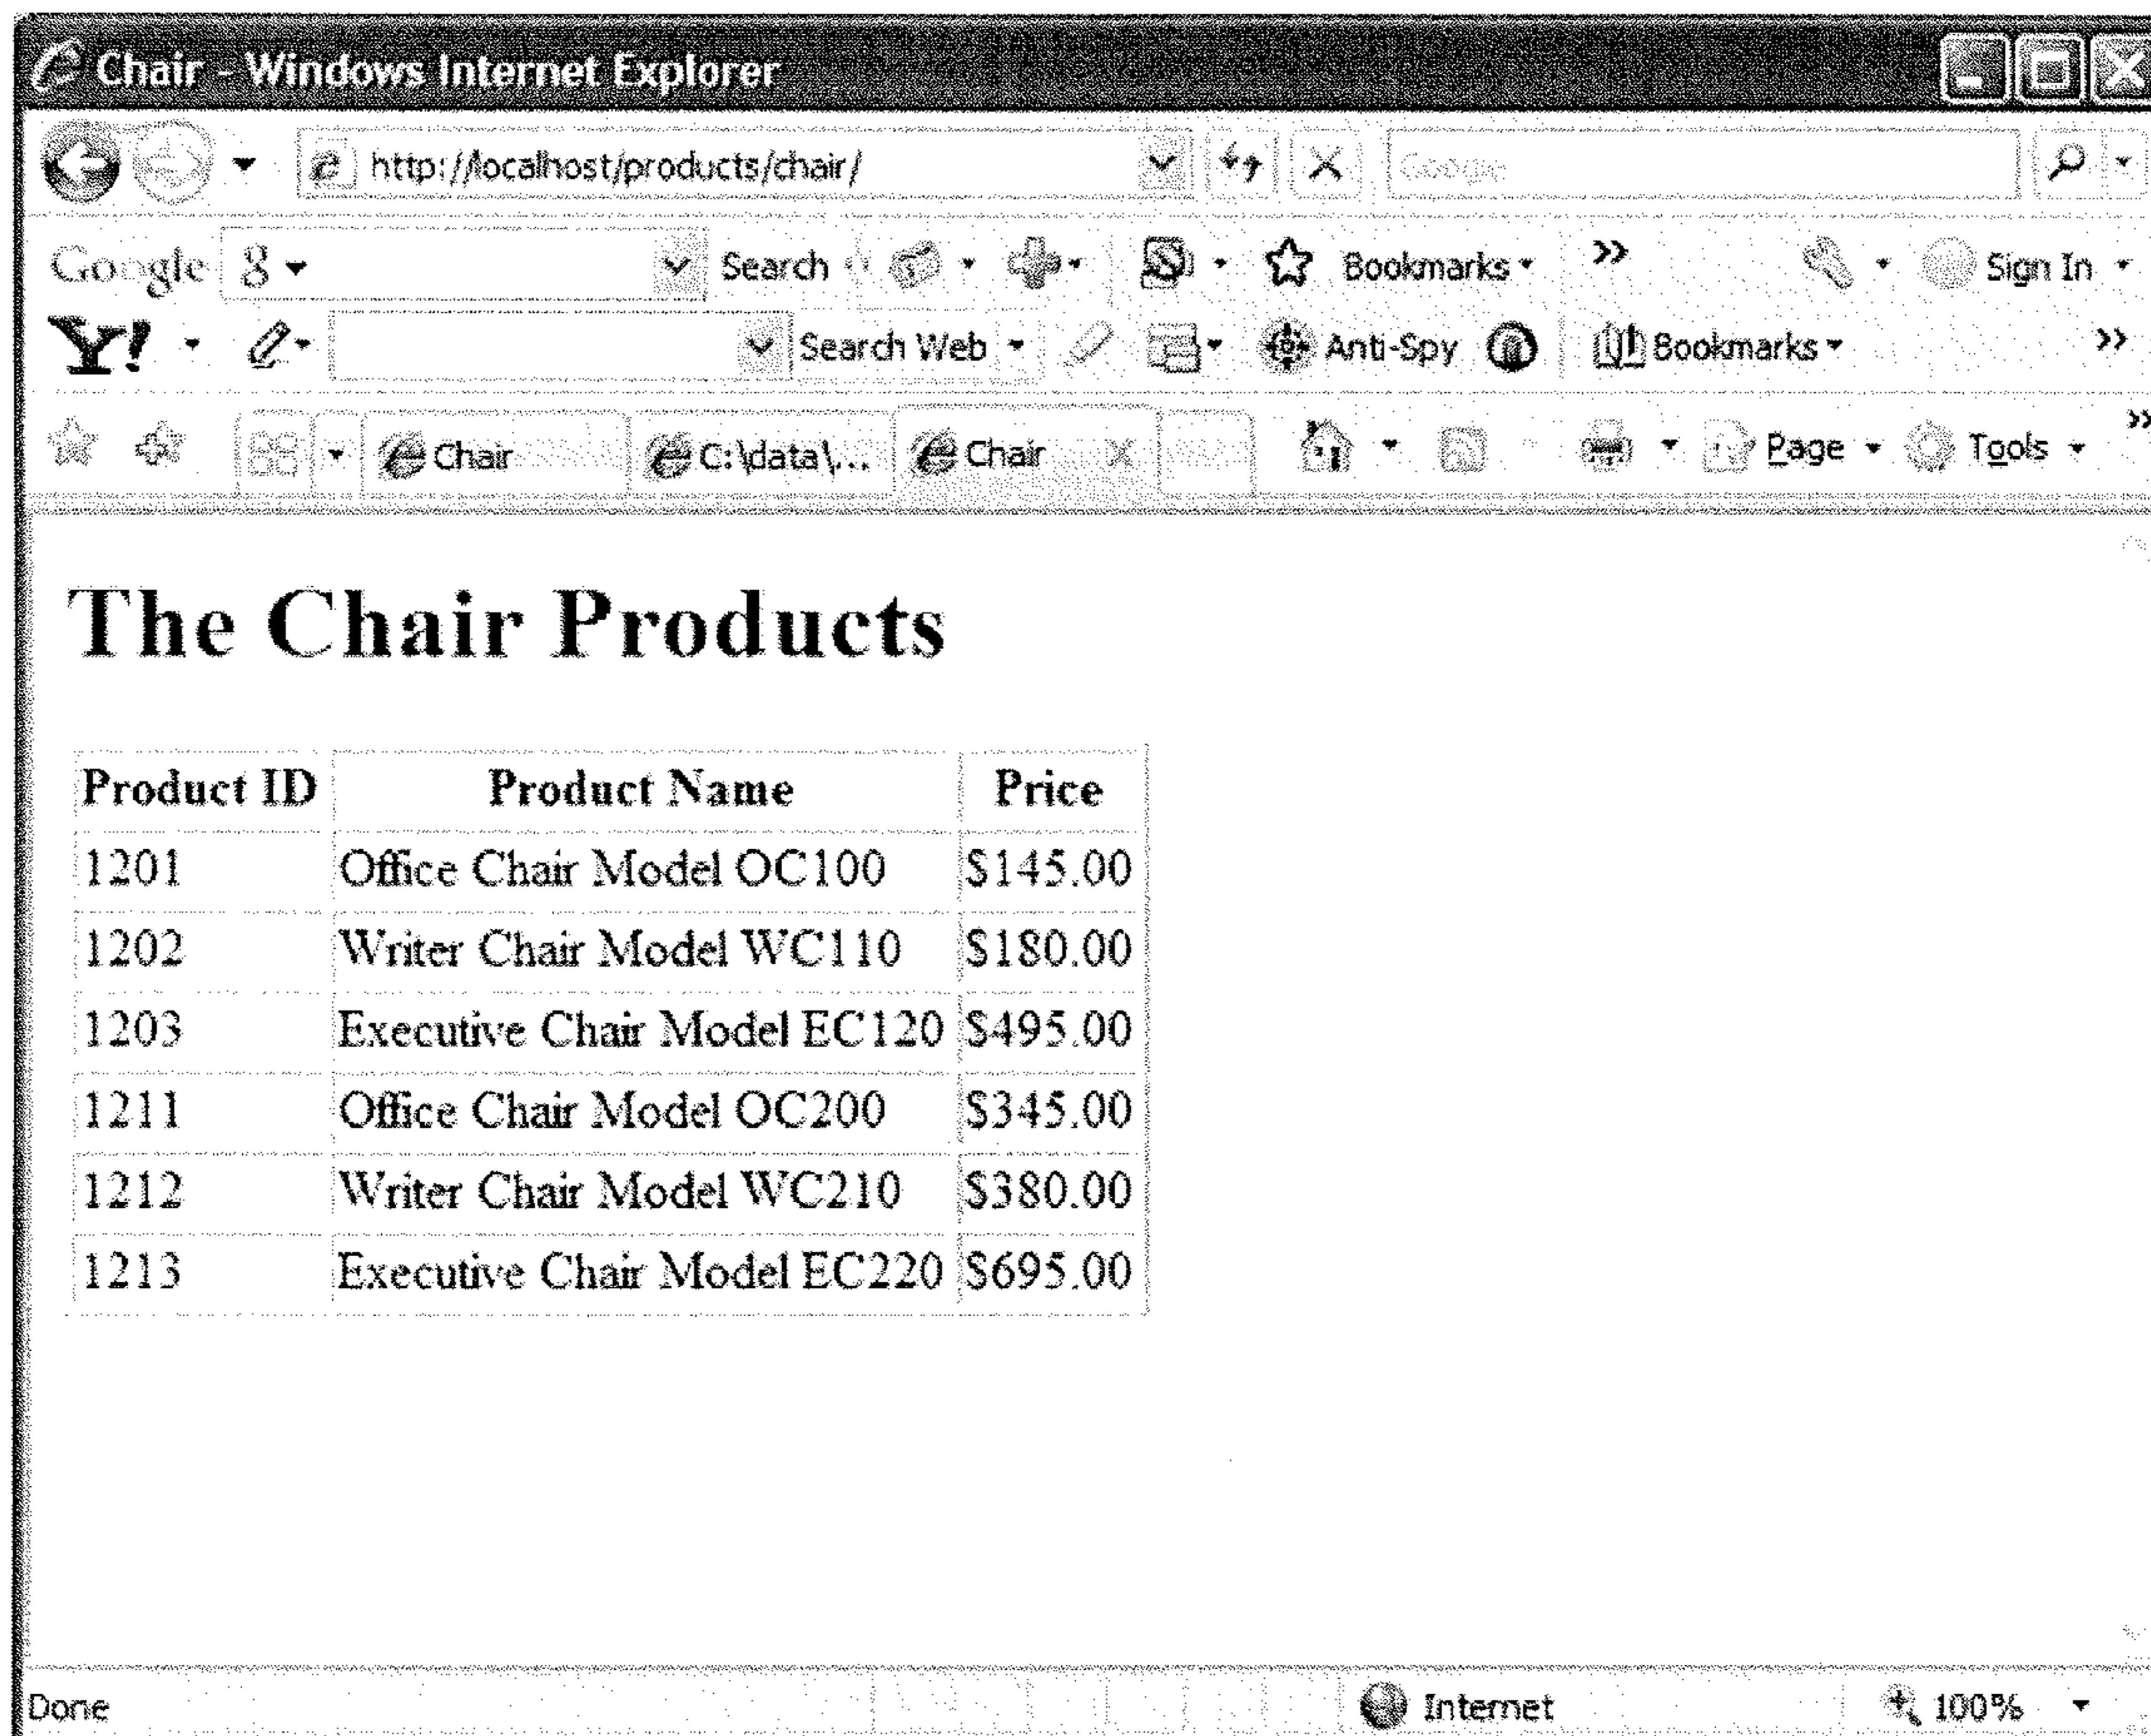 Chair - Windows Internet Explorer
http://localhost/products/chair/ Google
Google g Search Bookmarks » Sign In
Y! Search Web Anti-Spy Bookmarks »
Chair C:\data\... Chair Page Tools »
The Chair Products
Product ID Product Name Price
1201 Office Chair Model OC100 $145.00
1202 Writer Chair Model WC110 $180.00
1203 Executive Chair Model EC120 $495.00
1211 Office Chair Model OC200 $345.00
1212 Writer Chair Model WC210 $380.00
1213 Executive Chair Model EC220 $695.00
Done Internet 100%